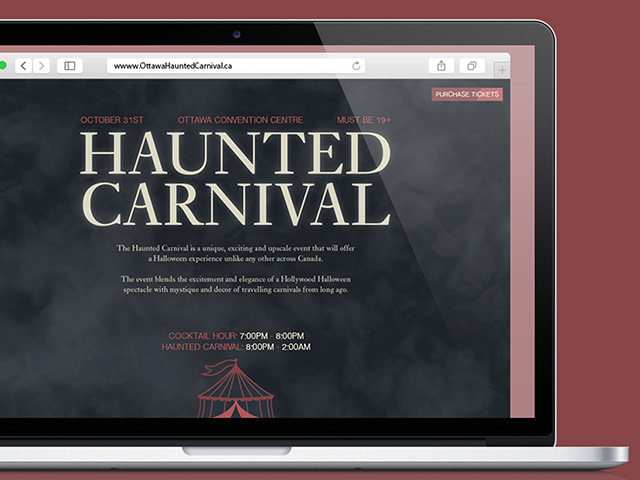 www.OttawaHauntedCarnival.ca
PURCHASE TICKETS
OCTOBER 31ST OTTAWA CONVENTION CENTRE MUST BE 19+
HAUNTED
CARNIVAL
The Haunted Carnival is a unique, exciting and upscale event that will offer
a Halloween experience unlike any other across Canada.
The event blends the excitement and elegance of a Hollywood Halloween
spectacle with mystique and decor of travelling carnivals from long ago.
COCKTAIL HOUR: 7:00PM - 8:00PM
HAUNTED CARNIVAL: 8:00PM - 2:00AM